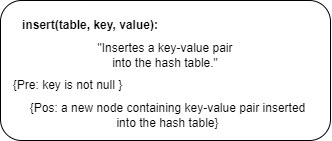 insert(table, key, value):
"Insertes a key-value pair
into the hash table."
{Pre: key is not null }
{Pos: a new node containing key-value pair inserted
into the hash table}